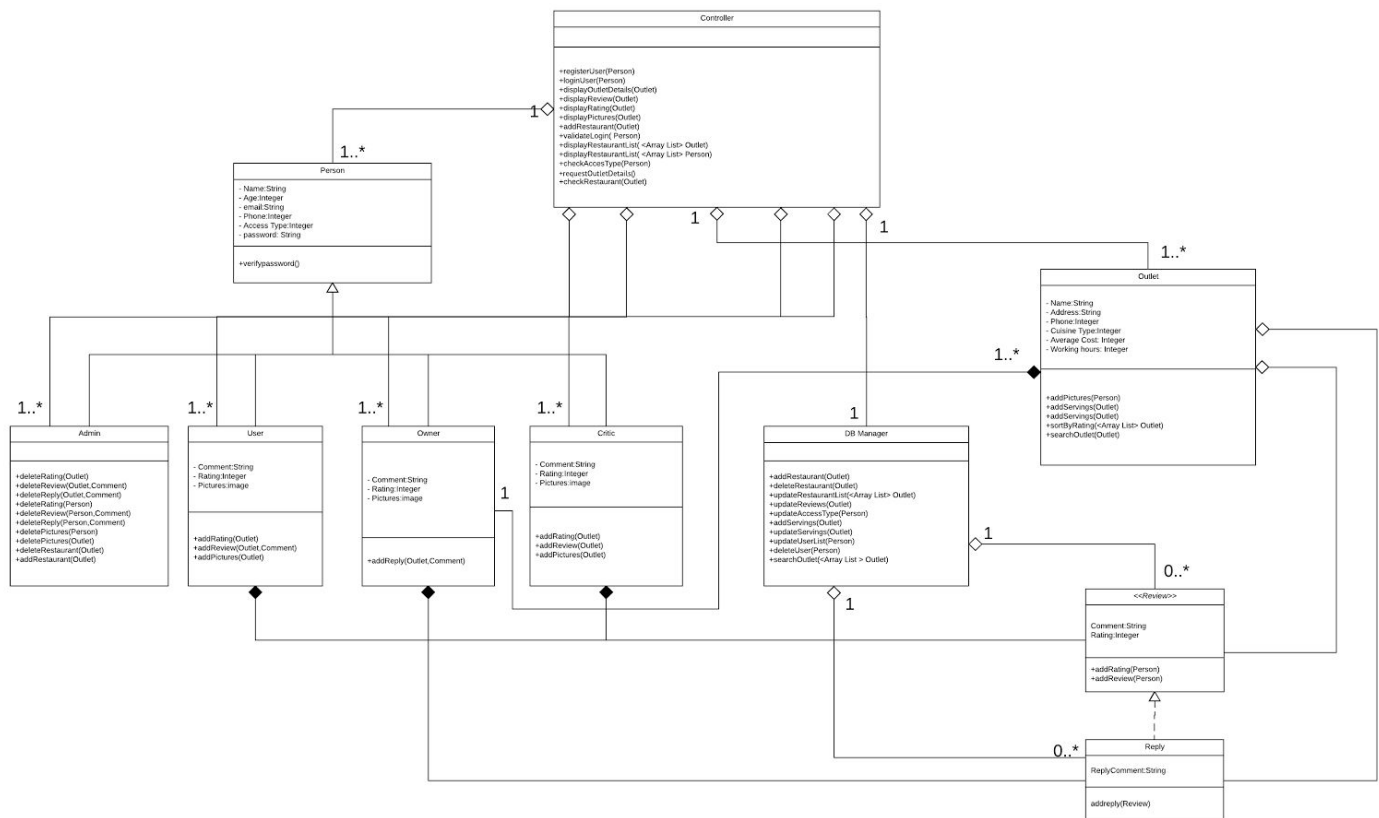 Controller
+registerUser(Person)
+loginUser(Person)
+displayOutletDetails(Outlet)
+displayReview(Outlet)
+displayRating(Outlet)
+displayPictures(Outlet)
+addRestaurant(Outlet)
+validateLogin( Person)
+displayRestaurantList( <Array List> Outlet)
+displayRestaurantList( <Array List> Person)
+checkAccesType(Person)
+requestOutletDetails()
+checkRestaurant(Outlet)
1
1..*
Person
- Name:String
- Age:Integer
- email:String
- Phone:Integer
- Access Type:Integer
- password: String
+verifypassword()
1
1
1..*
Outlet
- Name:String
- Address:String
- Phone:Integer
- Cuisine Type:Integer
- Average Cost: Integer
- Working hours: Integer
+addPictures(Person)
+addServings(Outlet)
+addServings(Outlet)
+sortByRating(<Array List> Outlet)
+searchOutlet(Outlet)
1..*
1..*
1..*
1..*
1..*
1
Admin
+deleteRating(Outlet)
+deleteReview(Outlet,Comment)
+deleteReply(Outlet,Comment)
+deleteRating(Person)
+deleteReview(Person,Comment)
+deleteReply(Person,Comment)
+deletePictures(Person)
+deletePictures(Outlet)
+deleteRestaurant(Outlet)
+addRestaurant(Outlet)
User
- Comment:String
- Rating:Integer
- Pictures:image
+addRating(Outlet)
+addReview(Outlet,Comment)
+addPictures(Outlet)
Owner
- Comment:String
- Rating:Integer
- Pictures:image
+addReply(Outlet,Comment)
1
Critic
- Comment:String
- Rating:Integer
- Pictures:image
+addRating(Outlet)
+addReview(Outlet)
+addPictures(Outlet)
DB Manager
+addRestaurant(Outlet)
+deleteRestaurant(Outlet)
+updateRestaurantList(<Array List> Outlet)
+updateReviews(Outlet)
+updateAccessType(Person)
+addServings(Outlet)
+updateServings(Outlet)
+updateUserList(Person)
+deleteUser(Person)
+searchOutlet(<Array List > Outlet)
1
0..*
1
<<Review>>
Comment:String
Rating:Integer
+addRating(Person)
+addReview(Person)
0..*
Reply
ReplyComment:String
addreply(Review)